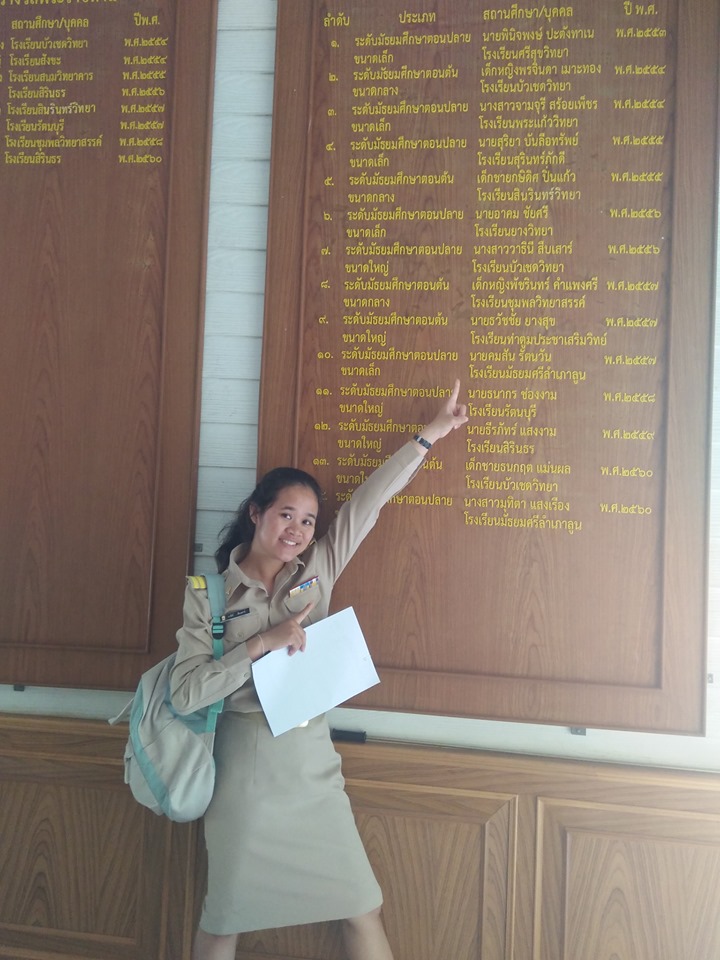 สถานศึกษา/บุคคล ปีพ.ศ.
โรงเรียนบัวเชดวิทยา พ.ศ.๒๕๕๔
โรงเรียนสังขะ พ.ศ.๒๕๕๔
โรงเรียนสนมวิทยาคาร พ.ศ.๒๕๕๕
โรงเรียนสิรินธร พ.ศ.๒๕๕๖
โรงเรียนสินรินทร์วิทยา พ.ศ.๒๕๕๗
โรงเรียนรัตนบุรี พ.ศ.๒๕๕๗
โรงเรียนชุมพลวิทยาสรรค์ พ.ศ.๒๕๕๘
โรงเรียนสิรินธร พ.ศ.๒๕๖๐
ลำดับ ประเภท สถานศึกษา/บุคคล ปี พ.ศ.
๑. ระดับมัธยมศึกษาตอนปลาย นายพินิจพงษ์ ปะดังทาเน พ.ศ.๒๕๕๓
ขนาดเล็ก โรงเรียนศรีสุขวิทยา
๒. ระดับมัธยมศึกษาตอนต้น เด็กหญิงพรจินดา เมาะทอง พ.ศ.๒๕๕๔
ขนาดกลาง โรงเรียนบัวเชดวิทยา
๓. ระดับมัธยมศึกษาตอนปลาย นางสาวจามจุรี สร้อยเพ็ชร พ.ศ.๒๕๕๔
ขนาดเล็ก โรงเรียนพระแก้ววิทยา
๔. ระดับมัธยมศึกษาตอนปลาย นายสุริยา บันลือทรัพย์ พ.ศ.๒๕๕๕
ขนาดเล็ก โรงเรียนสุรินทร์ภักดี
๕. ระดับมัธยมศึกษาตอนต้น เด็กชายกษิติศ ปิ่นแก้ว พ.ศ.๒๕๕๕
ขนาดกลาง โรงเรียนสินรินทร์วิทยา
๖. ระดับมัธยมศึกษาตอนปลาย นายอาคม ชัยศรี พ.ศ.๒๕๕๖
ขนาดเล็ก โรงเรียนยางวิทยา
๗. ระดับมัธยมศึกษาตอนปลาย นางสาววาธินี สืบเสาร์ พ.ศ.๒๕๕๖
ขนาดใหญ่ โรงเรียนบัวเชดวิทยา
๘. ระดับมัธยมศึกษาตอนต้น เด็กหญิงพัชรินทร์ คำแพงศรี พ.ศ.๒๕๕๗
ขนาดกลาง โรงเรียนชุมพลวิทยาสรรค์
๙. ระดับมัธยมศึกษาตอนต้น นายธวัชชัย ยางสุข พ.ศ.๒๕๕๗
ขนาดใหญ่ โรงเรียนท่าตูมประชาเสริมวิทย์
๑๐. ระดับมัธยมศึกษาตอนปลาย นายคมสัน รัตนวัน พ.ศ.๒๕๕๗
ขนาดเล็ก โรงเรียนมัธยมศรีลำเภาลูน
๑๑. ระดับมัธยมศึกษาตอนปลาย นายธนากร ช่องงาม พ.ศ.๒๕๕๘
ขนาดใหญ่ โรงเรียนรัตนบุรี
๑๒. ระดับมัธยมศึกษาตอน นายธีรภัทร์ แสงงาม พ.ศ.๒๕๕๙
ขนาดใหญ่ โรงเรียนสิรินธร
๑๓. ระดับมัธยมศึกษาตอนต้น เด็กชายธนกฤต แม่นผล พ.ศ.๒๕๖๐
โรงเรียนบัวเชดวิทยา
ระดับมัธยมศึกษาตอนปลาย นางสาวมุทิตา แสงเรือง พ.ศ.๒๕๖๐
โรงเรียนมัธยมศรีลำเภาลูน